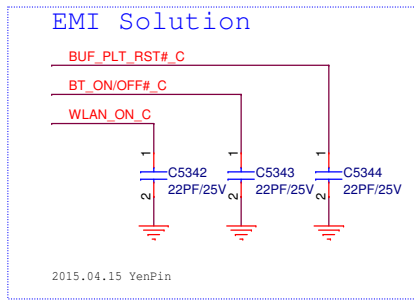 EMI Solution
BUF_PLT_RST#_C
BT_ON/OFF#_C
WLAN_ON_C
1 1 1
C5342 C5343 C5344
22PF/25V 22PF/25V 22PF/25V
2 2 2
2015.04.15 YenPin